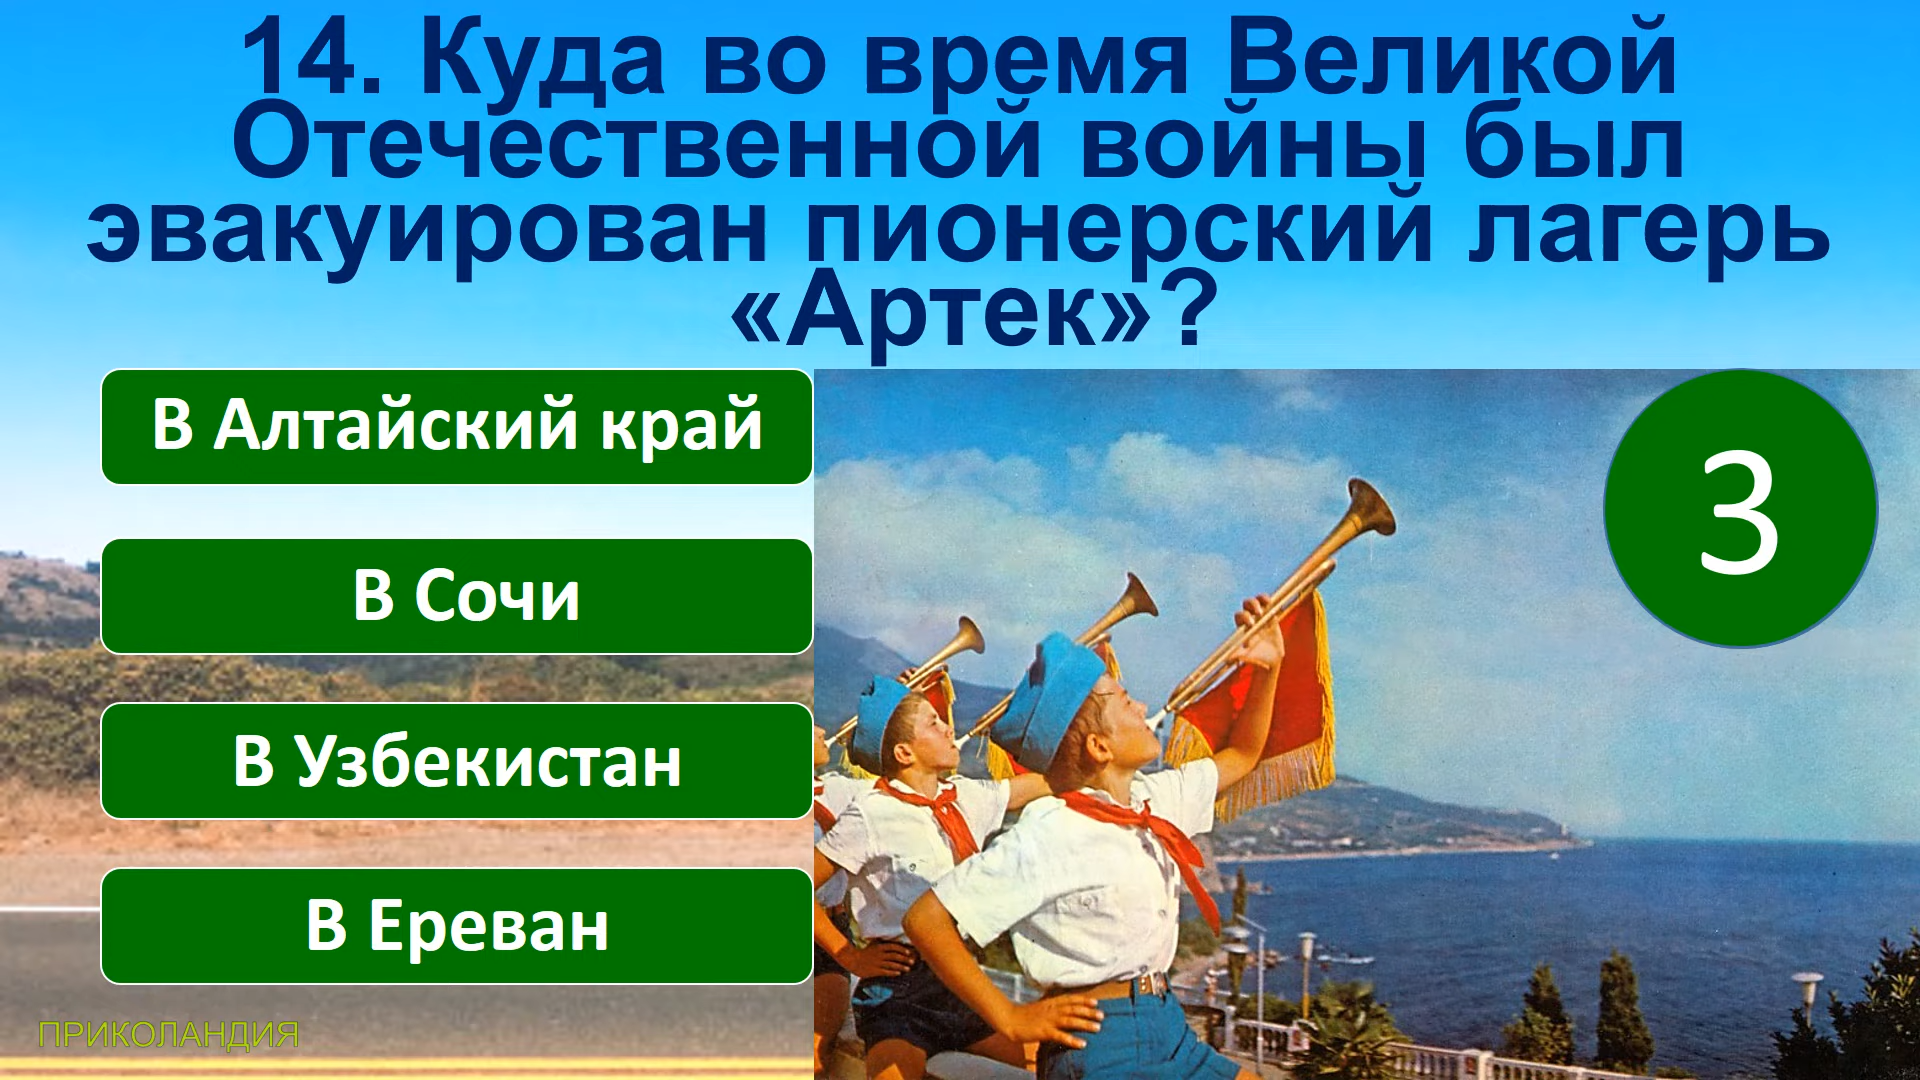 14. Куда во время Великой
Отечественной войны был
эвакуирован пионерский лагерь
«Артек»?
В Алтайский край
3
В Сочи
В Узбекистан
В Ереван
ПРИКОЛАНДИЯ